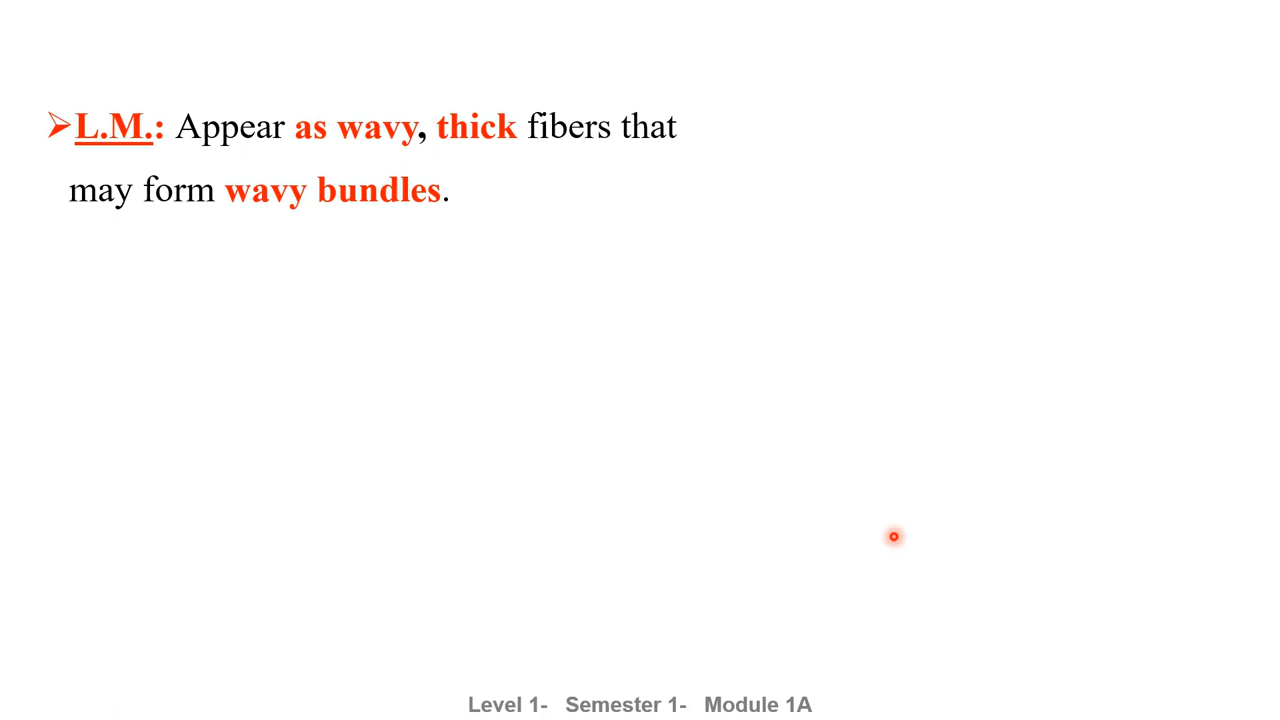 ➢L.M.: Appear as wavy, thick fibers that
may form wavy bundles.
Level 1-   Semester 1-   Module 1A